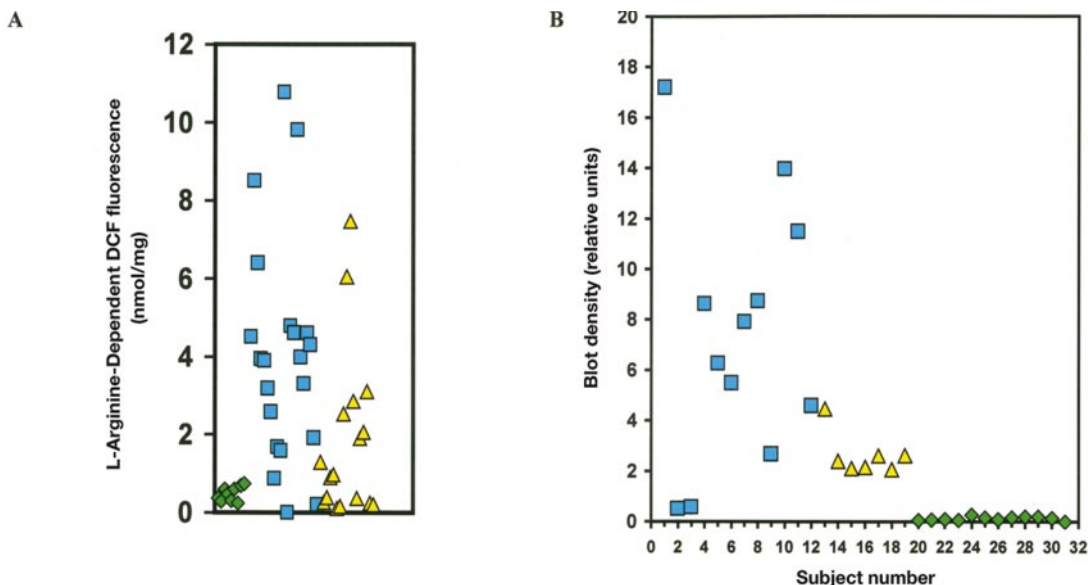 A
L-Arginine-Dependent DCF fluorescence
(nmol/mg)
12
10
8
6
4
2
0
B
Blot density (relative units)
20
18
16
14
12
10
8
6
4
2
0
0 2 4 6 8 10 12 14 16 18 20 22 24 26 28 30 32
Subject number